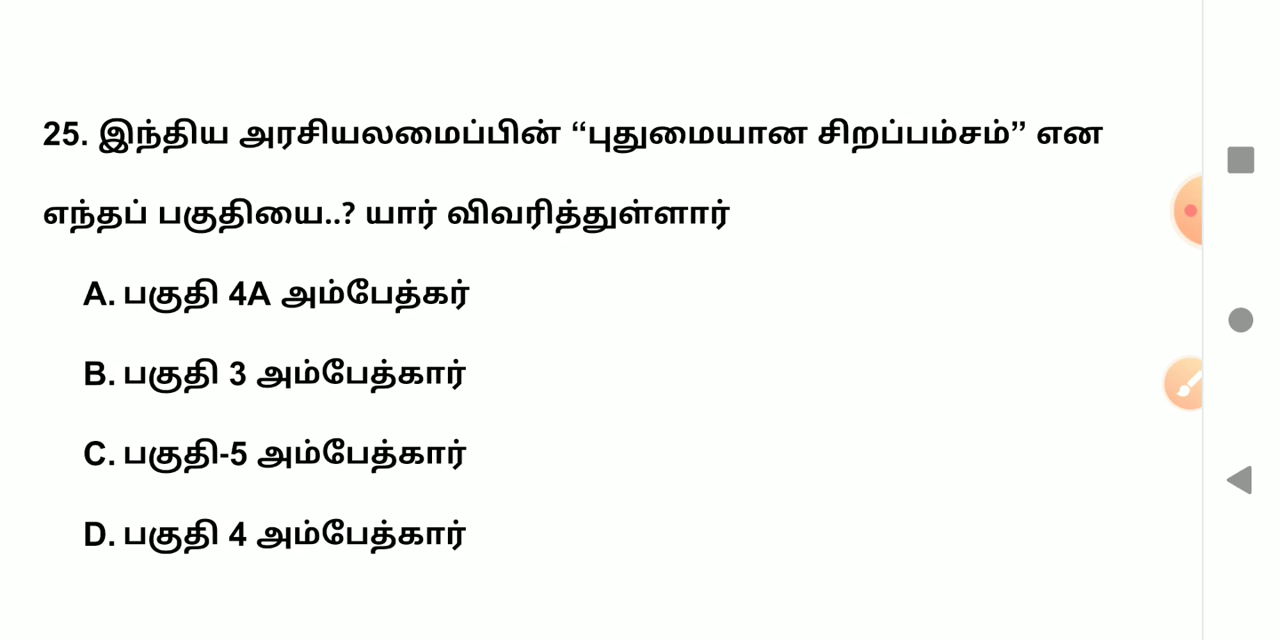 25. இந்திய அரசியலமைப்பின் “புதுமையான சிறப்பம்சம்” என
எந்தப் பகுதியை..? யார் விவரித்துள்ளார்
A. பகுதி 4A அம்பேத்கர்
B. பகுதி 3 அம்பேத்கார்
C. பகுதி-5 அம்பேத்கார்
D. பகுதி 4 அம்பேத்கார்